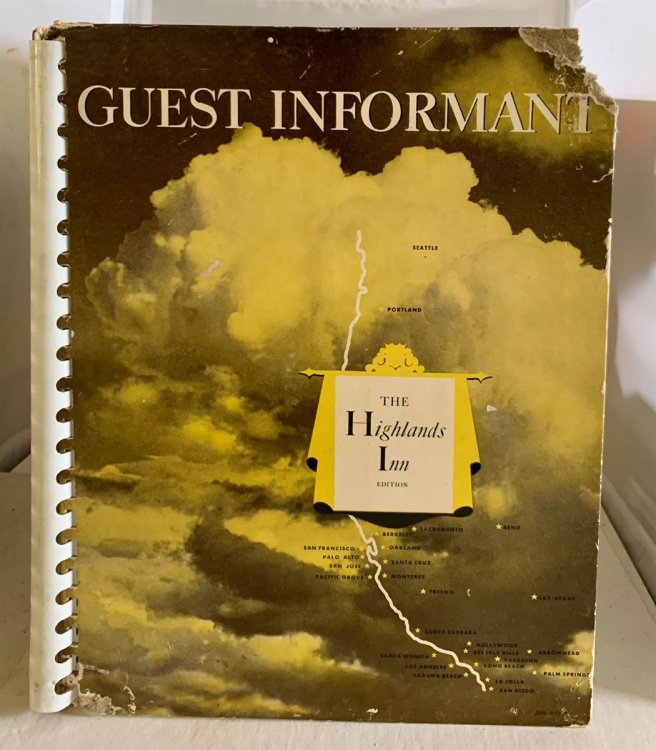 GUEST INFORMANT
SEATTLE
PORTLAND
THE
Highlands
Inn
EDITION
SACRAMENTO
RENO
BERKELEY
SAN FRANCISCO
OAKLAND
PALO ALTO
SANTA CRUZ
SAN JOSE
PACIFIC GROVE
MONTEREY
FRESNO
LAS VEGAS
SANTA BARBARA
HOLLYWOOD
BEVERLY HILLS
ARROWHEAD
SANTA MONICA
PASADENA
LOS ANGELES
LONG BEACH
LAGUNA BEACH
PALM SPRINGS
LA JOLLA
SAN DIEGO